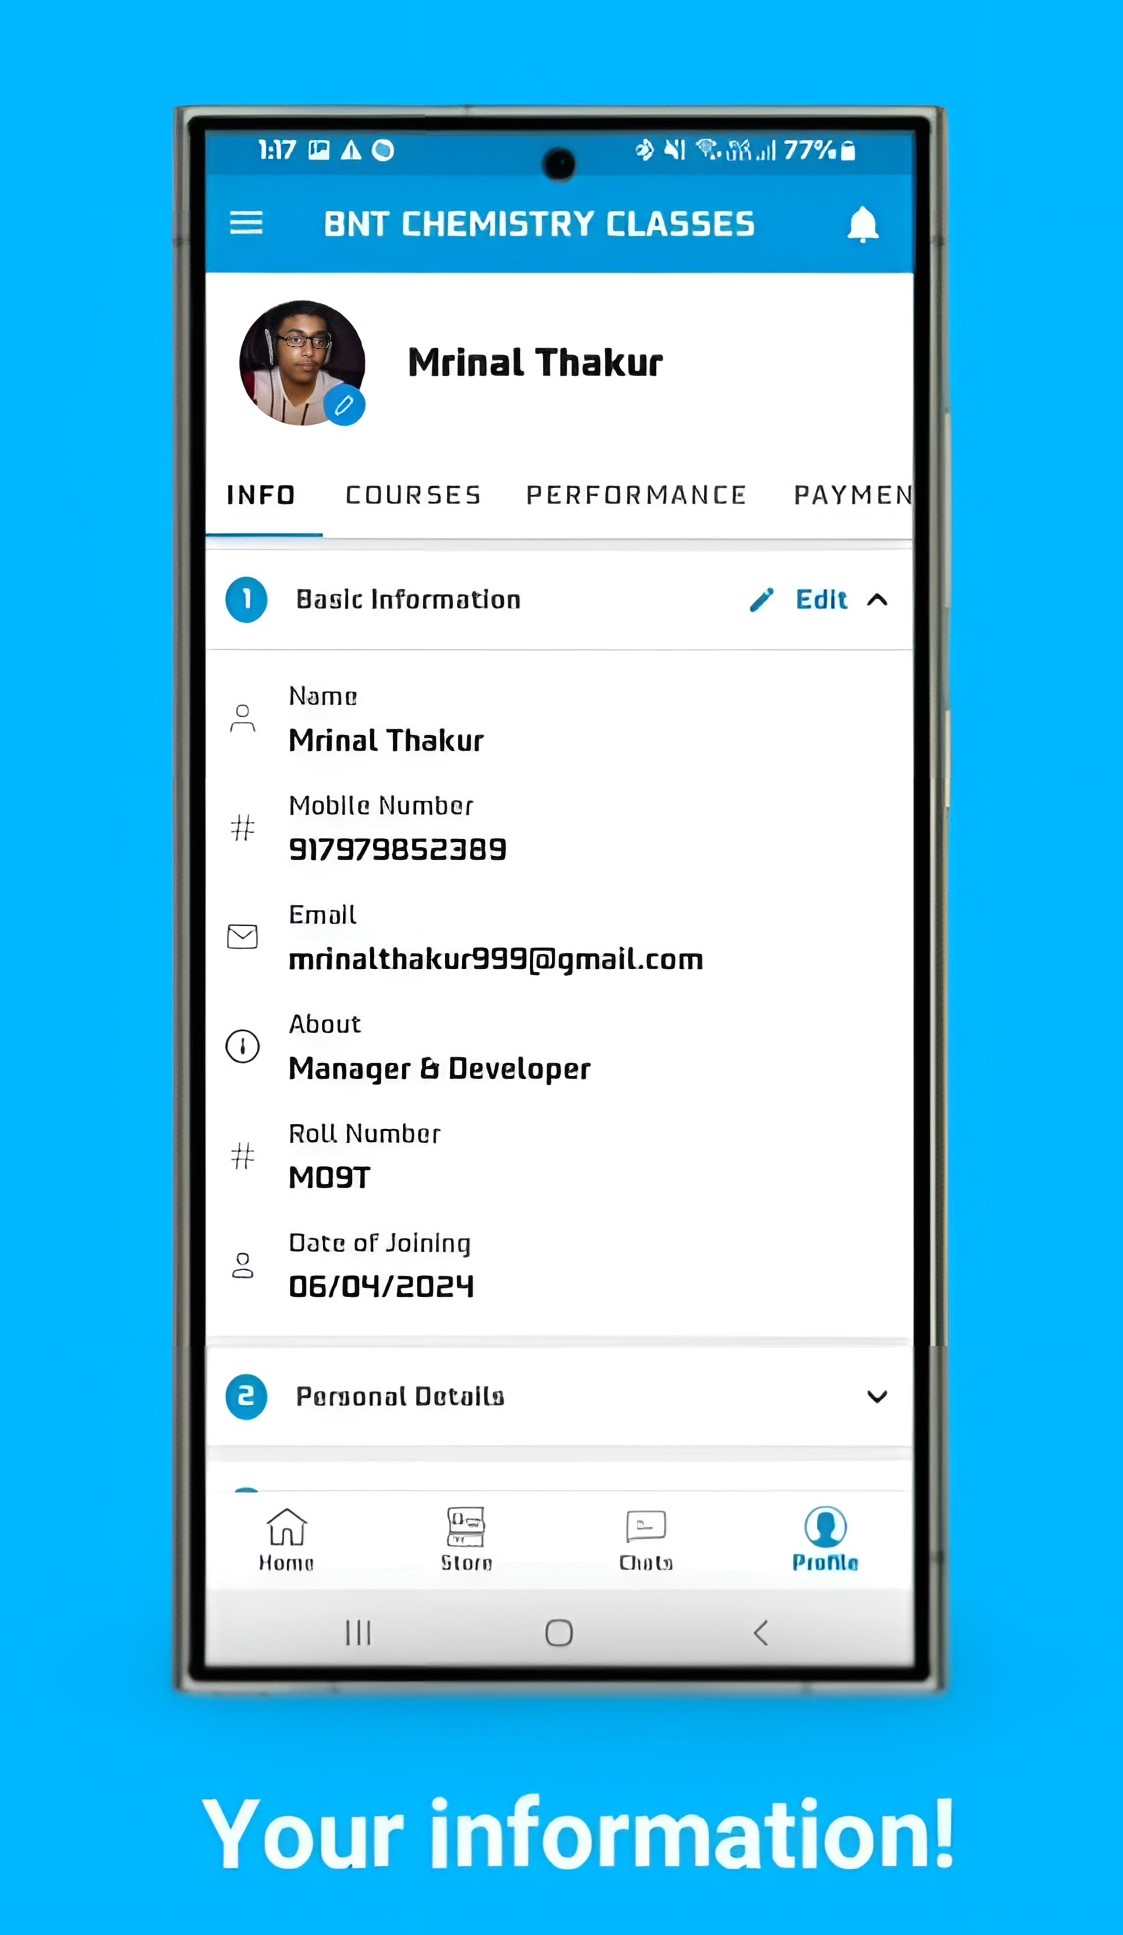 1:17 77%
BNT CHEMISTRY CLASSES
Mrinal Thakur
INFO COURSES PERFORMANCE PAYMEN
1 Basic Information Edit
Name
Mrinal Thakur
Mobile Number
917979852389
Email
mrinalthakur999@gmail.com
About
Manager & Developer
Roll Number
M09T
Date of Joining
06/04/2024
2 Personal Details
Home Store Chats Profile
Your information!